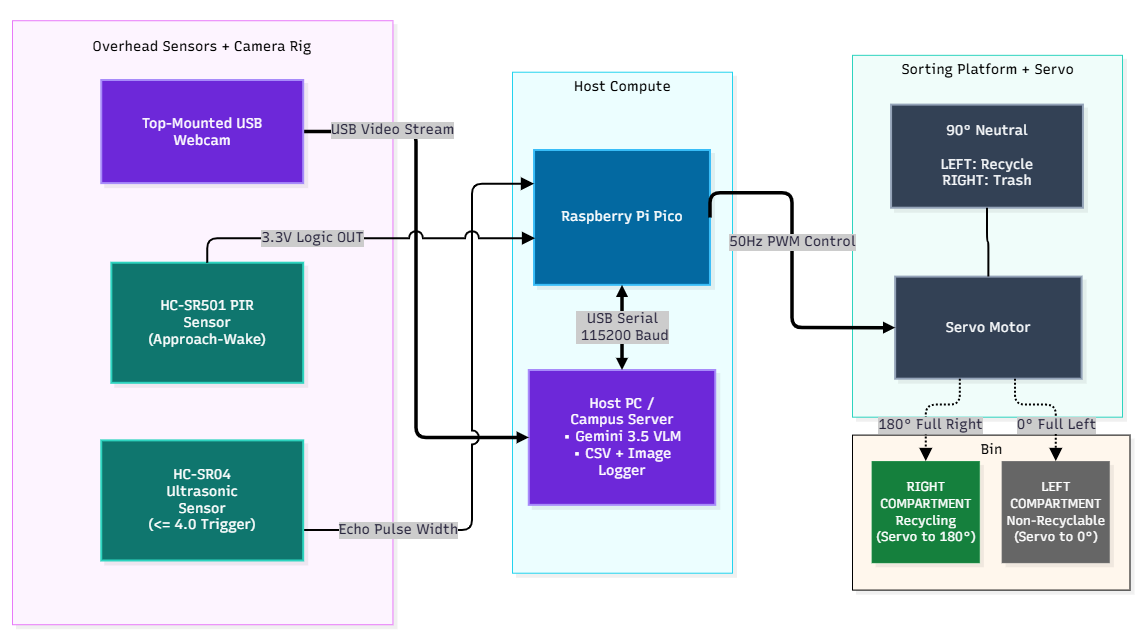 Overhead Sensors + Camera Rig
Top-Mounted USB
Webcam
USB Video Stream
3.3V Logic OUT
HC-SR501 PIR
Sensor
(Approach-Wake)
HC-SR04
Ultrasonic
Sensor
(<= 4.0 Trigger)
Echo Pulse Width
Host Compute
Raspberry Pi Pico
USB Serial
115200 Baud
Host PC /
Campus Server
▪ Gemini 3.5 VLM
▪ CSV + Image
Logger
50Hz PWM Control
Sorting Platform + Servo
90° Neutral
LEFT: Recycle
RIGHT: Trash
Servo Motor
180° Full Right
0° Full Left
Bin
RIGHT
COMPARTMENT
Recycling
(Servo to 180°)
LEFT
COMPARTMENT
Non-Recyclable
(Servo to 0°)